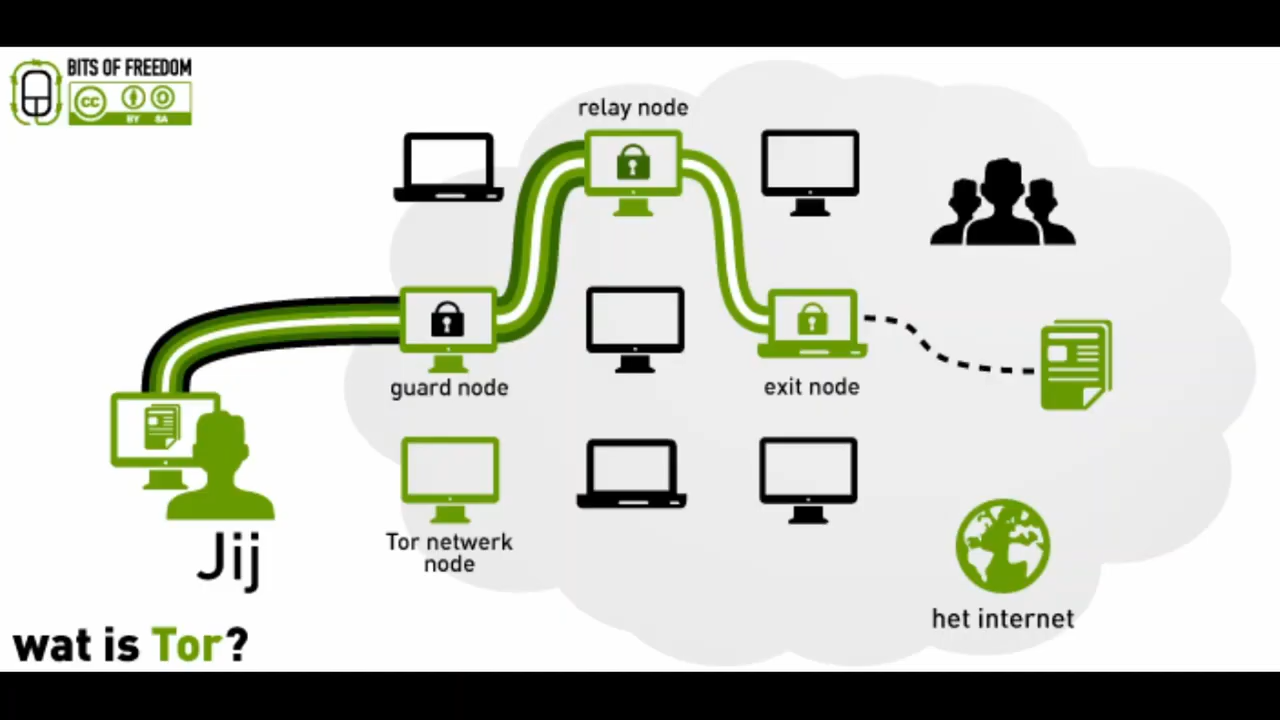 BITS OF FREEDOM
cc
BY SA
relay node
guard node
exit node
Tor netwerk
node
Jij
het internet
wat is Tor?